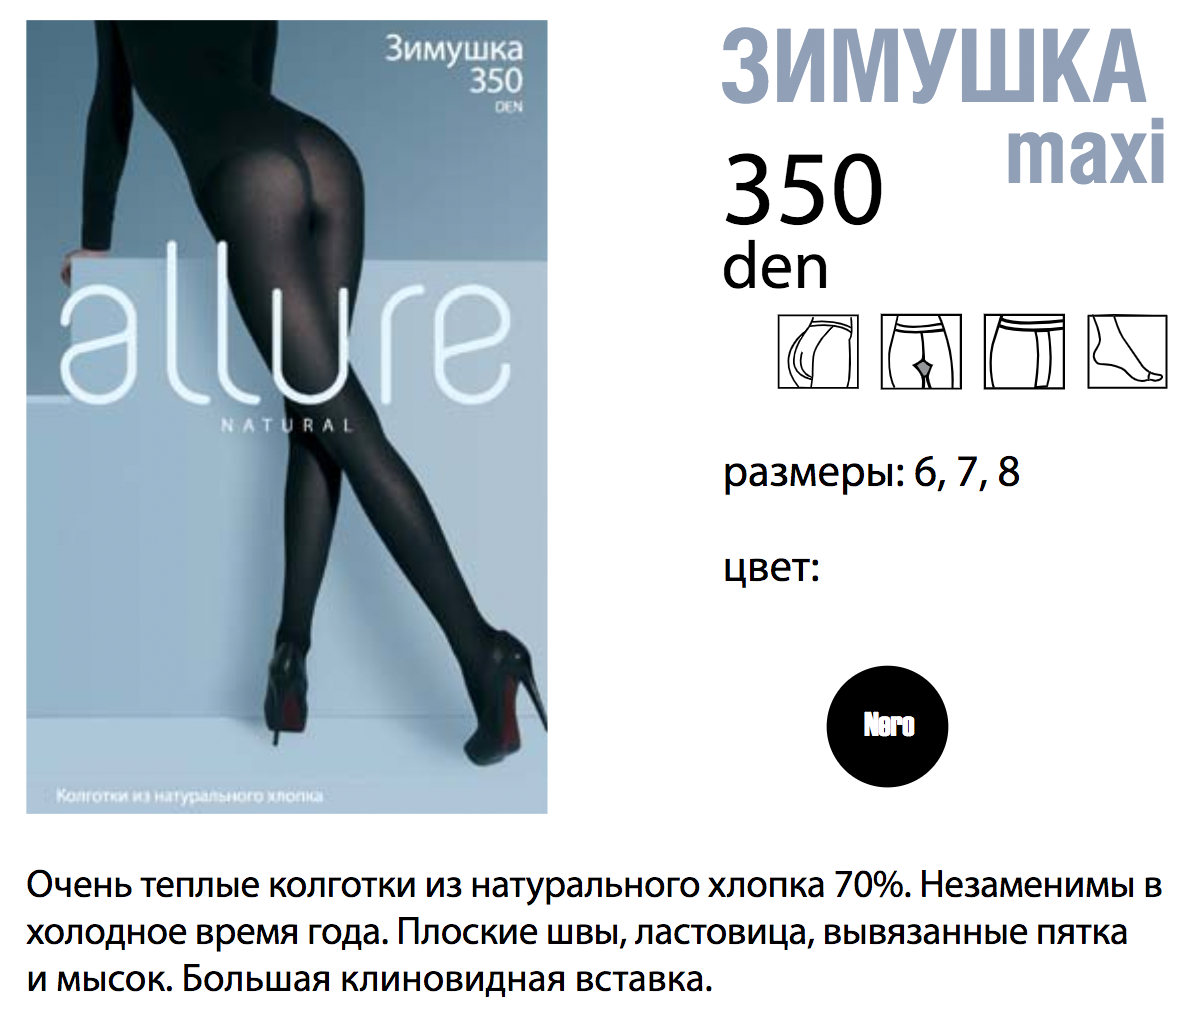 Зимушка
350
DEN
allure
NATURAL
Колготки из натурального хлопка
ЗИМУШКА
maxi
350
den
размеры: 6, 7, 8
цвет:
Nero
Очень теплые колготки из натурального хлопка 70%. Незаменимы в
холодное время года. Плоские швы, ластовица, вывязанные пятка
и мысок. Большая клиновидная вставка.